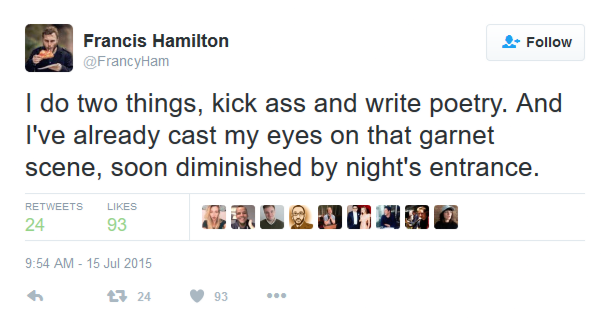 Francis Hamilton
@FrancyHam
Follow
I do two things, kick ass and write poetry. And
I've already cast my eyes on that garnet
scene, soon diminished by night's entrance.
RETWEETS LIKES
24 93
9:54 AM - 15 Jul 2015
24 93